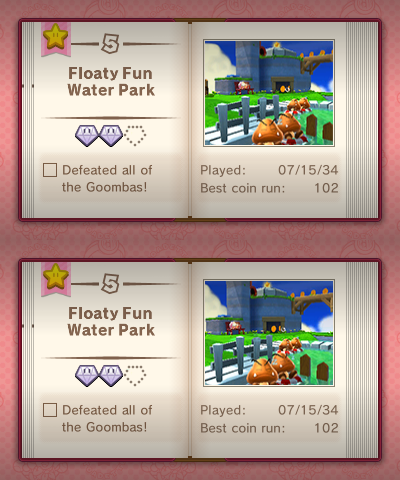 5
Floaty Fun
Water Park
Defeated all of
the Goombas!
Played: 07/15/34
Best coin run: 102
5
Floaty Fun
Water Park
Defeated all of
the Goombas!
Played: 07/15/34
Best coin run: 102